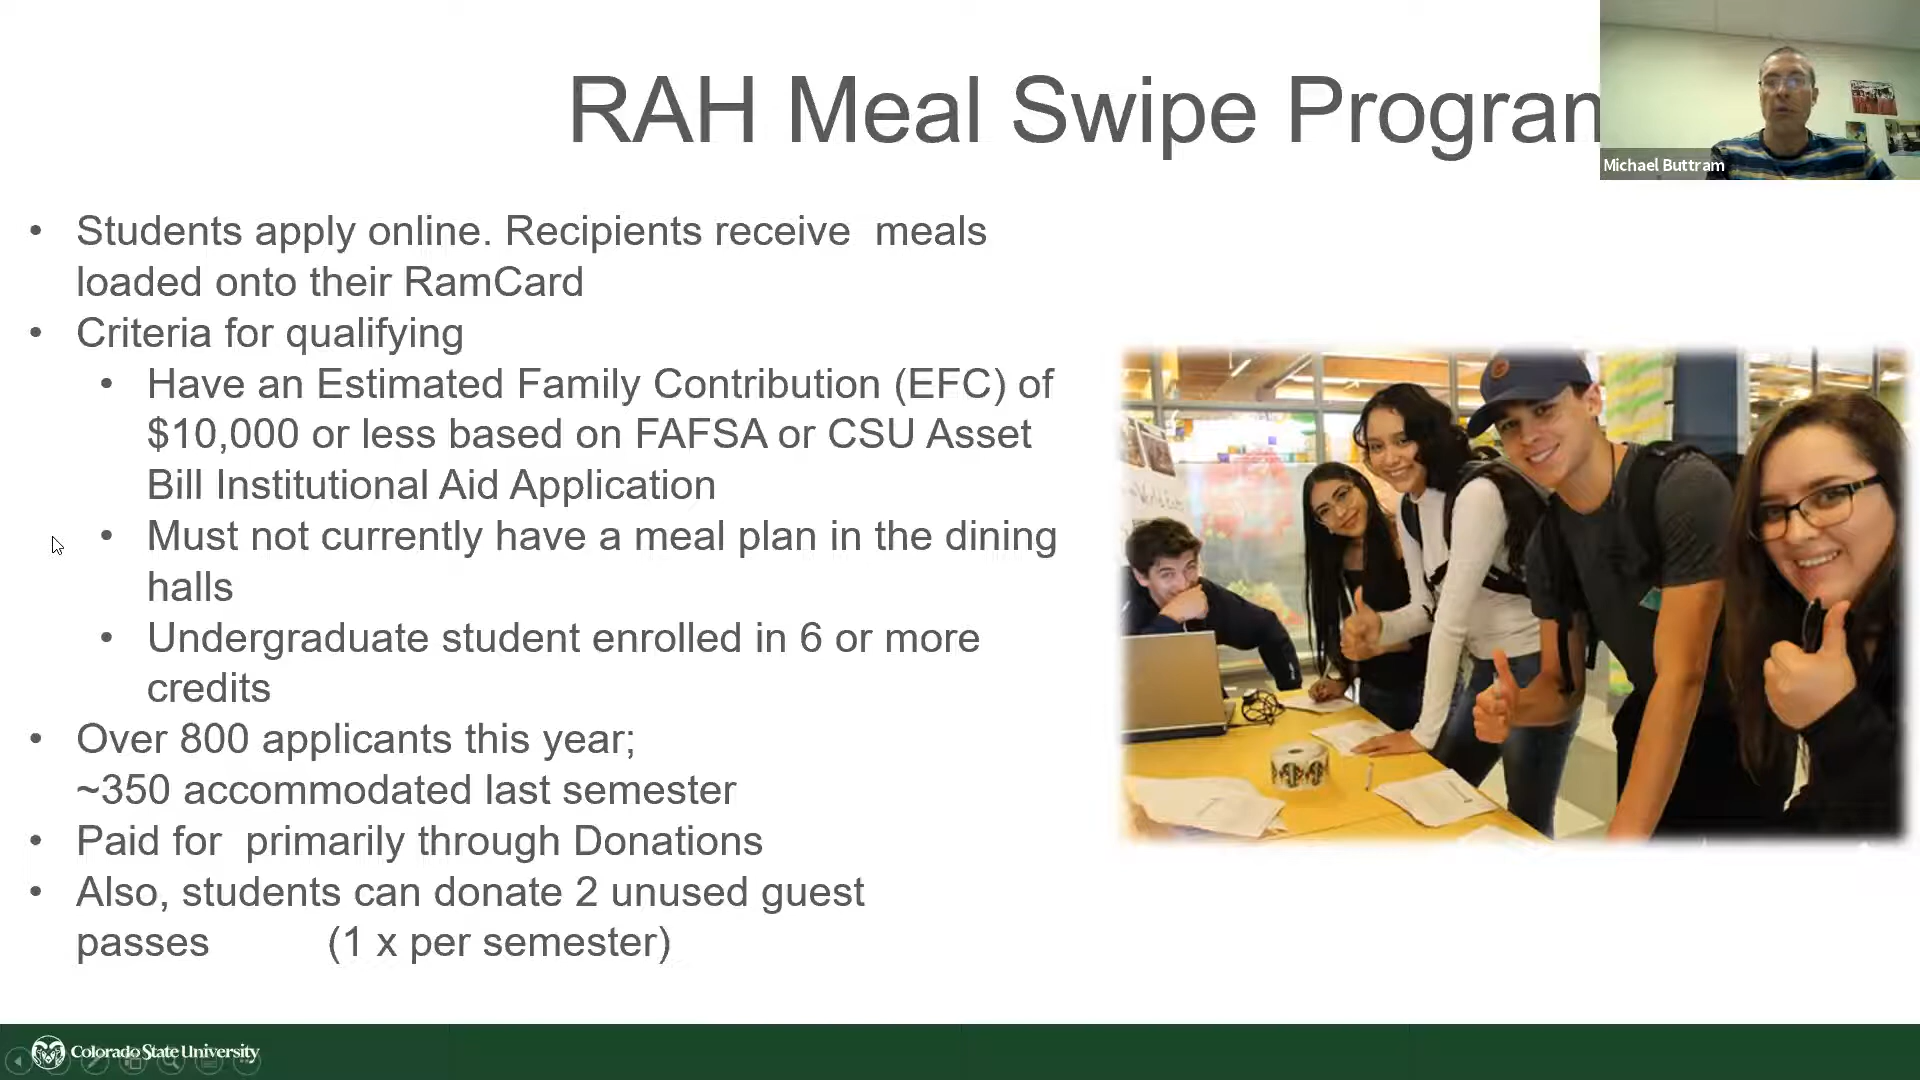 RAH Meal Swipe Program
Michael Buttram
• Students apply online. Recipients receive  meals
loaded onto their RamCard
• Criteria for qualifying
• Have an Estimated Family Contribution (EFC) of
$10,000 or less based on FAFSA or CSU Asset
Bill Institutional Aid Application
• Must not currently have a meal plan in the dining
halls
• Undergraduate student enrolled in 6 or more
credits
• Over 800 applicants this year;
~350 accommodated last semester
• Paid for  primarily through Donations
• Also, students can donate 2 unused guest
passes (1 x per semester)
Colorado State University